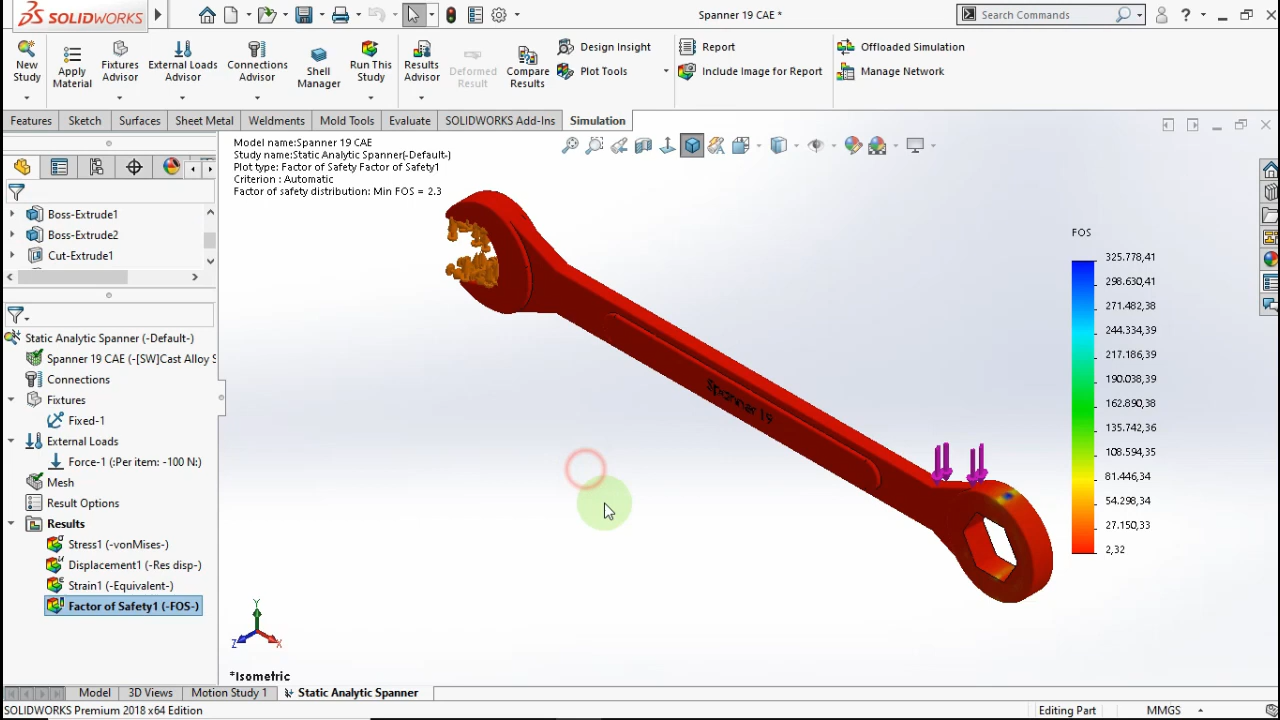 SOLIDWORKS
Spanner 19 CAE *
Search Commands
?
New Study
Apply Material
Fixtures Advisor
External Loads Advisor
Connections Advisor
Shell Manager
Run This Study
Results Advisor
Deformed Result
Compare Results
Design Insight
Plot Tools
Report
Include Image for Report
Offloaded Simulation
Manage Network
Features
Sketch
Surfaces
Sheet Metal
Weldments
Mold Tools
Evaluate
SOLIDWORKS Add-Ins
Simulation
Model name:Spanner 19 CAE
Study name:Static Analytic Spanner(-Default-)
Plot type: Factor of Safety Factor of Safety1
Criterion : Automatic
Factor of safety distribution: Min FOS = 2.3
Boss-Extrude1
Boss-Extrude2
Cut-Extrude1
Static Analytic Spanner (-Default-)
Spanner 19 CAE (-[SW]Cast Alloy S
Connections
Fixtures
Fixed-1
External Loads
Force-1 (:Per item: -100 N:)
Mesh
Result Options
Results
Stress1 (-vonMises-)
Displacement1 (-Res disp-)
Strain1 (-Equivalent-)
Factor of Safety1 (-FOS-)
Spanner 19
FOS
325.778,41
298.630,41
271.482,38
244.334,39
217.186,39
190.038,39
162.890,38
135.742,36
108.594,35
81.446,34
54.298,34
27.150,33
2,32
Y
Z
X
*Isometric
Model
3D Views
Motion Study 1
Static Analytic Spanner
SOLIDWORKS Premium 2018 x64 Edition
Editing Part
MMGS